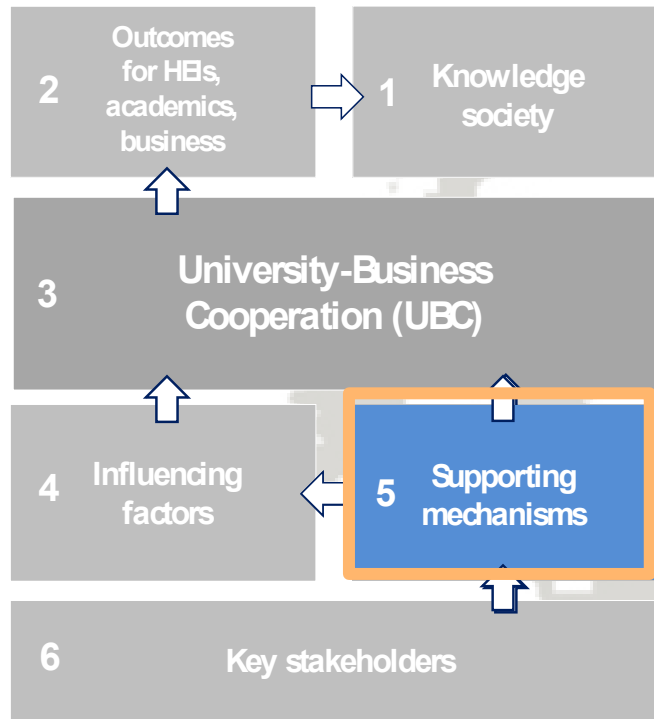 2
Outcomes
for HEIs,
academics,
business
1
Knowledge
society
3
University-Business
Cooperation (UBC)
4
Influencing
factors
5
Supporting
mechanisms
6
Key stakeholders